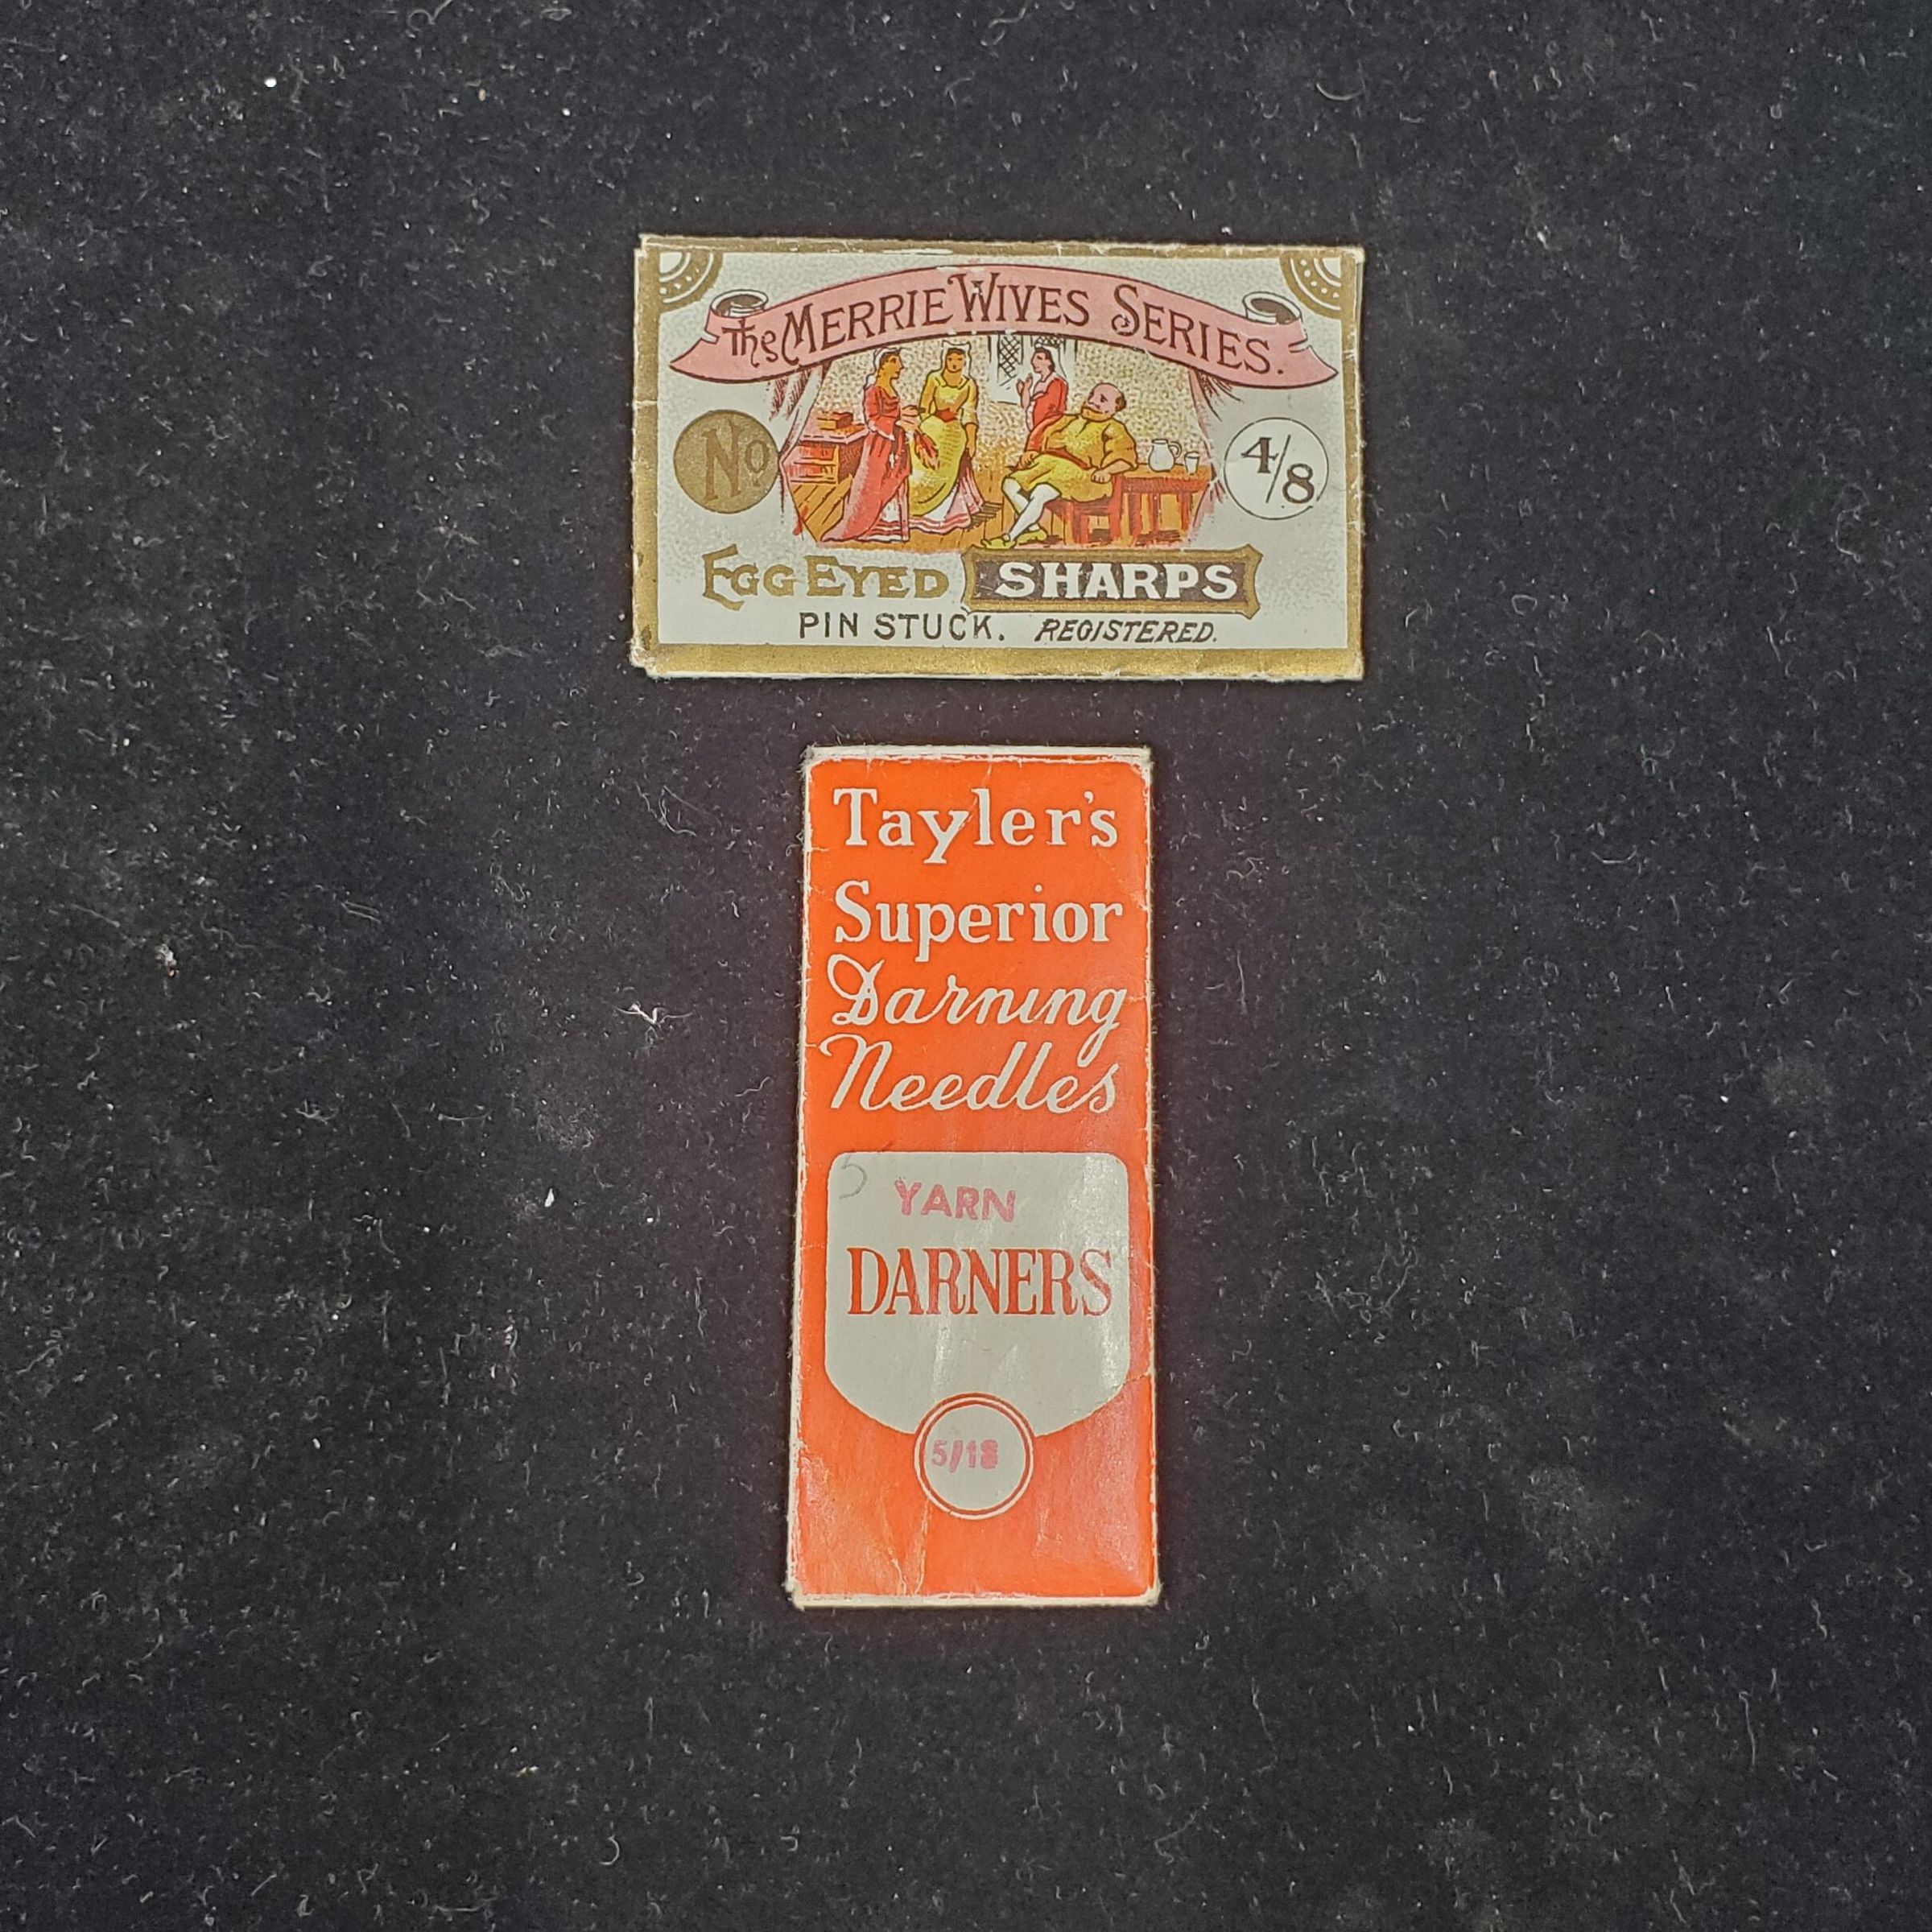 The MERRIE WIVES SERIES.
No 4/8
EGG EYED SHARPS
PIN STUCK. REGISTERED.
Tayler's
Superior
Darning
Needles
5
YARN
DARNERS
5/18